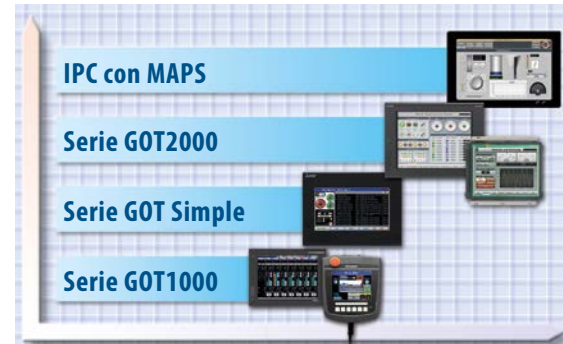 IPC con MAPS
Serie GOT2000
Serie GOT Simple
Serie GOT1000